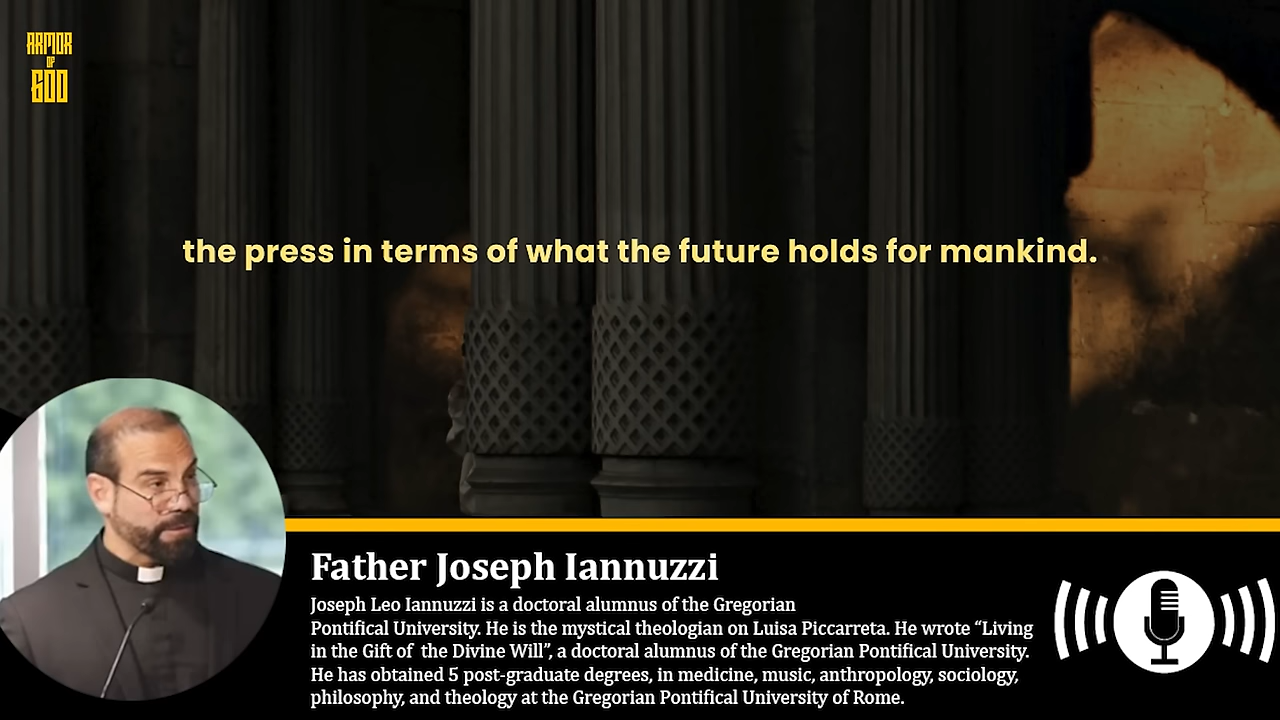 ARMOR
OF
GOD
the press in terms of what the future holds for mankind.
Father Joseph Iannuzzi
Joseph Leo Iannuzzi is a doctoral alumnus of the Gregorian
Pontifical University. He is the mystical theologian on Luisa Piccarreta. He wrote “Living
in the Gift of the Divine Will”, a doctoral alumnus of the Gregorian Pontifical University.
He has obtained 5 post-graduate degrees, in medicine, music, anthropology, sociology,
philosophy, and theology at the Gregorian Pontifical University of Rome.